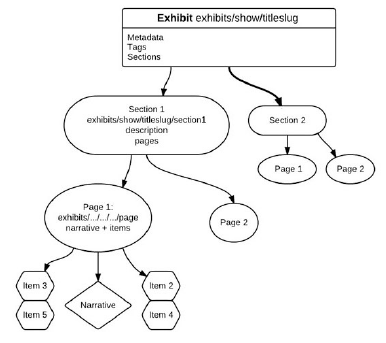 Exhibit exhibits/show/titleslug
Metadata
Tags
Sections
Section 1
exhibits/show/titleslug/section1
description
pages
Section 2
Page 1
Page 2
Page 1:
exhibits/.../.../.../page
narrative + items
Page 2
Item 3
Item 5
Narrative
Item 2
Item 4